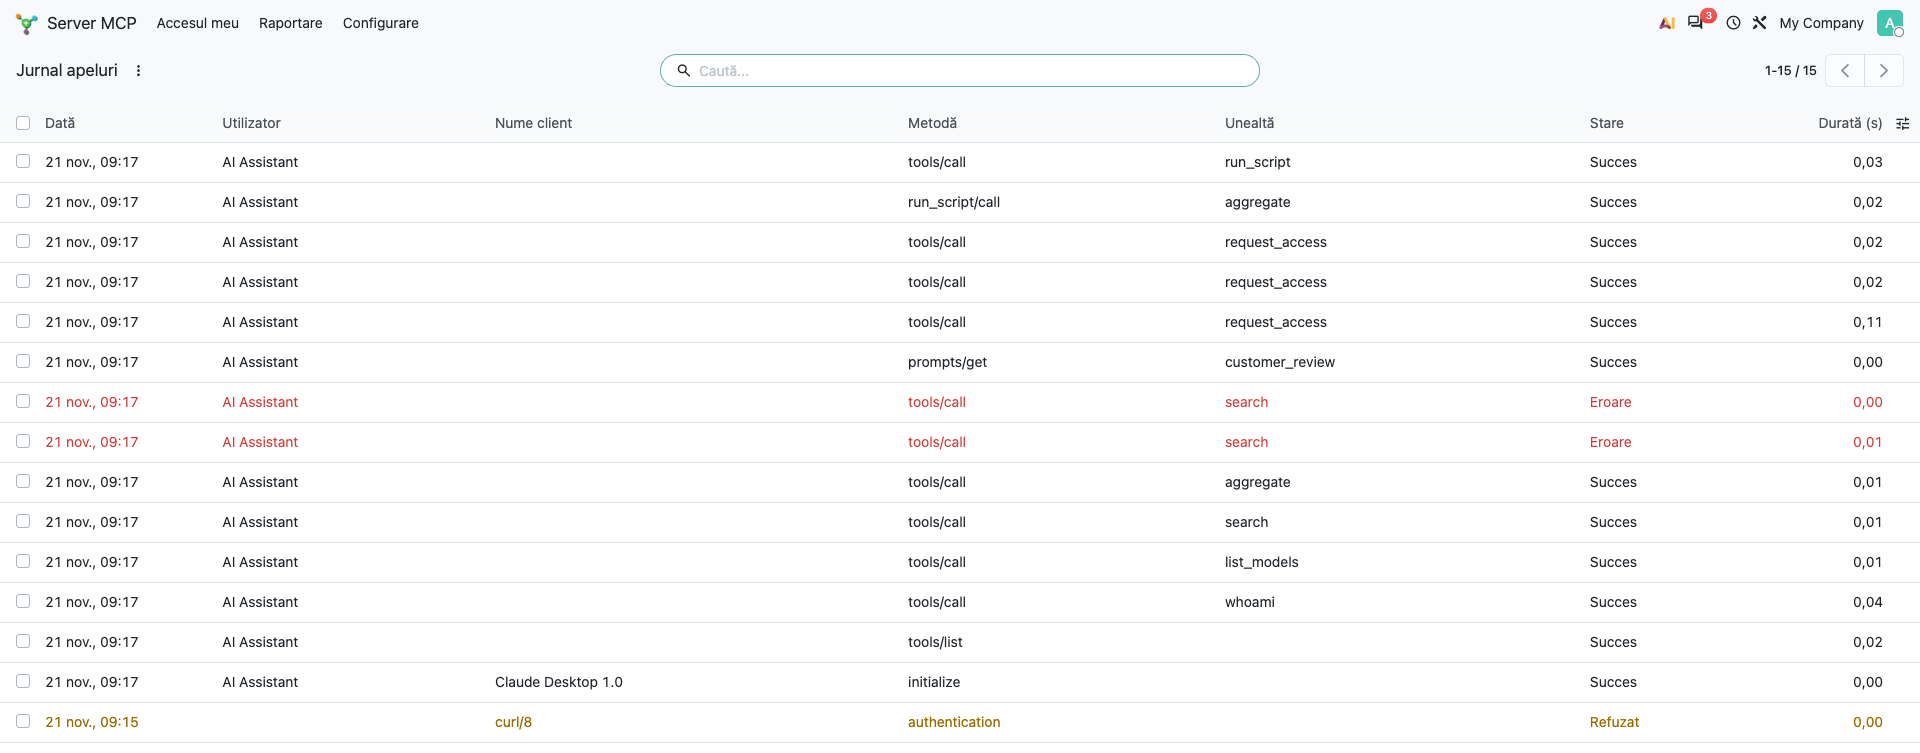 Server MCP Accesul meu Raportare Configurare AI 3 My Company A
Jurnal apeluri Caută... 1-15 / 15
Dată Utilizator Nume client Metodă Unealtă Stare Durată (s)
21 nov., 09:17 AI Assistant tools/call run_script Succes 0,03
21 nov., 09:17 AI Assistant run_script/call aggregate Succes 0,02
21 nov., 09:17 AI Assistant tools/call request_access Succes 0,02
21 nov., 09:17 AI Assistant tools/call request_access Succes 0,02
21 nov., 09:17 AI Assistant tools/call request_access Succes 0,11
21 nov., 09:17 AI Assistant prompts/get customer_review Succes 0,00
21 nov., 09:17 AI Assistant tools/call search Eroare 0,00
21 nov., 09:17 AI Assistant tools/call search Eroare 0,01
21 nov., 09:17 AI Assistant tools/call aggregate Succes 0,01
21 nov., 09:17 AI Assistant tools/call search Succes 0,01
21 nov., 09:17 AI Assistant tools/call list_models Succes 0,01
21 nov., 09:17 AI Assistant tools/call whoami Succes 0,04
21 nov., 09:17 AI Assistant tools/list Succes 0,02
21 nov., 09:17 AI Assistant Claude Desktop 1.0 initialize Succes 0,00
21 nov., 09:15 curl/8 authentication Refuzat 0,00